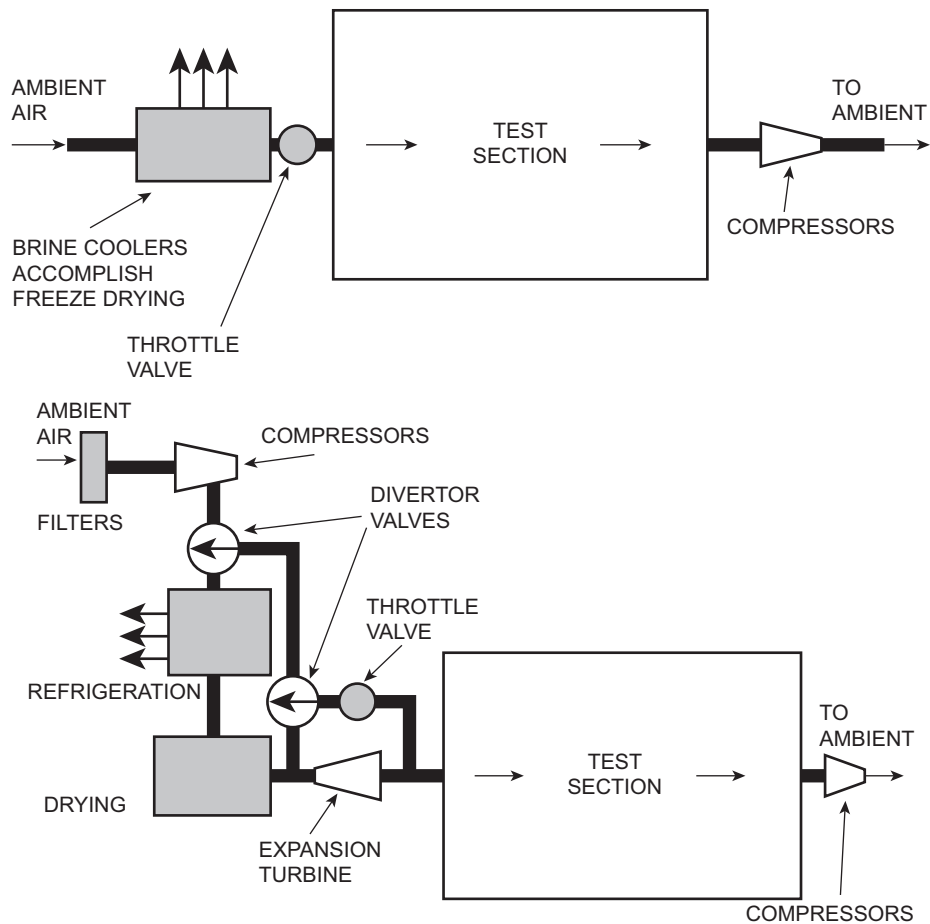 AMBIENT
AIR
TO
AMBIENT
TEST
SECTION
COMPRESSORS
BRINE COOLERS
ACCOMPLISH
FREEZE DRYING
THROTTLE
VALVE
AMBIENT
AIR
COMPRESSORS
FILTERS
DIVERTOR
VALVES
THROTTLE
VALVE
REFRIGERATION
TO
AMBIENT
TEST
SECTION
DRYING
EXPANSION
TURBINE
COMPRESSORS